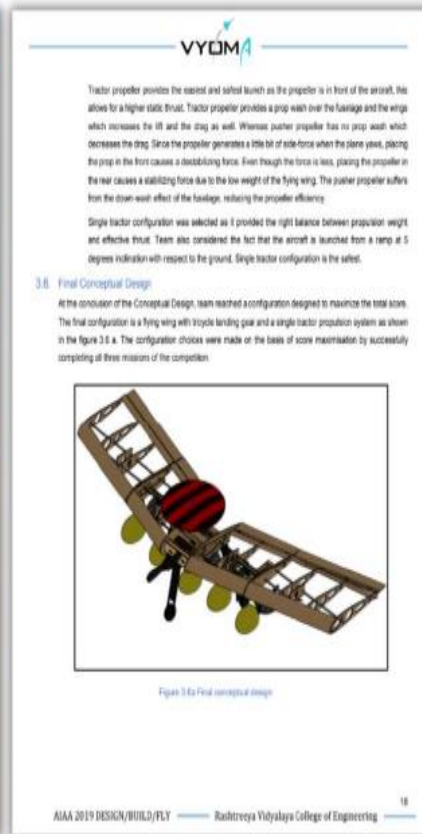 VYOMA
Tractor propeller provides the easiest and safest launch as the propeller is in front of the aircraft, this
allows for a higher static thrust. Tractor propeller provides a prop wash over the fuselage and the wings
which increases the lift and the drag as well. Whereas pusher propeller has no prop wash which
decreases the drag. Since the propeller generates a little bit of side-force when the plane yaws, placing
the prop in the front causes a destabilizing force. Even though the force is less, placing the propeller in
the rear causes a stabilizing force due to the low weight of the flying wing. The pusher propeller suffers
from the down-wash effect of the fuselage, reducing the propeller efficiency.
Single tractor configuration was selected as it provided the right balance between propulsion weight
and effective thrust. Team also considered the fact that the aircraft is launched from a ramp at 5
degrees inclination with respect to the ground. Single tractor configuration is the safest.
3.6. Final Conceptual Design
At the conclusion of the Conceptual Design, team reached a configuration designed to maximize the total score.
The final configuration is a flying wing with tricycle landing gear and a single tractor propulsion system as shown
in the figure 3.6 a. The configuration choices were made on the basis of score maximisation by successfully
completing all three missions of the competition.
Figure 3.6a Final conceptual design
AIAA 2019 DESIGN/BUILD/FLY Rashtreeya Vidyalaya College of Engineering